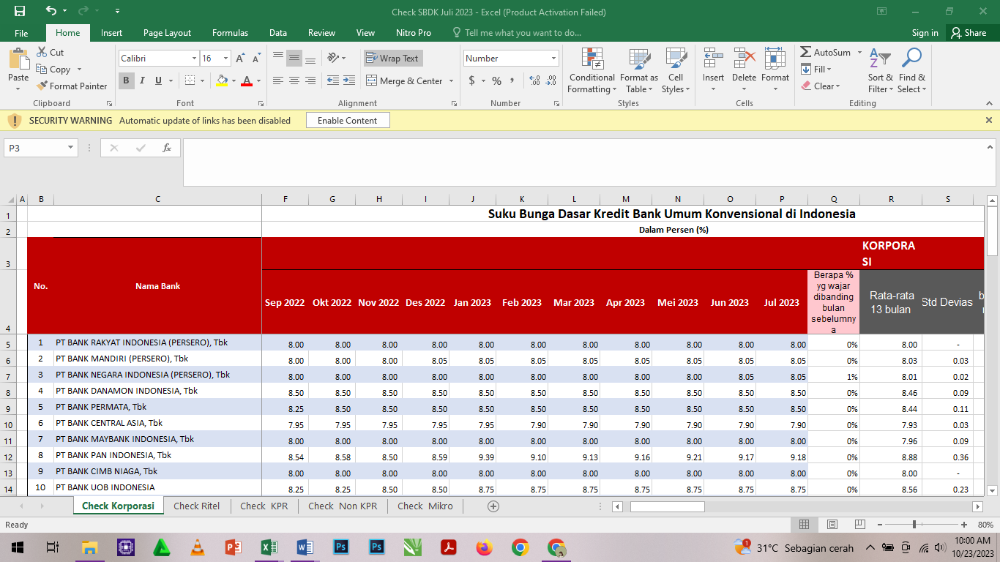 Check SBDK Juli 2023 - Excel (Product Activation Failed)
File Home Insert Page Layout Formulas Data Review View Nitro Pro Tell me what you want to do... Sign in Share
Paste Cut Copy Format Painter Clipboard
Calibri 16 A A B I U A Font
Wrap Text Merge & Center Alignment
Number $ % , Number
Conditional Formatting Format as Table Cell Styles Styles
Insert Delete Format Cells
AutoSum Fill Clear Sort & Filter Find & Select Editing
SECURITY WARNING Automatic update of links has been disabled Enable Content
P3 fx
A B C F G H I J K L M N O P Q R S
1 Suku Bunga Dasar Kredit Bank Umum Konvensional di Indonesia
2 Dalam Persen (%)
3 KORPORA
SI
4 No. Nama Bank Sep 2022 Okt 2022 Nov 2022 Des 2022 Jan 2023 Feb 2023 Mar 2023 Apr 2023 Mei 2023 Jun 2023 Jul 2023 Berapa % yg wajar dibanding bulan sebelumny a Rata-rata 13 bulan Std Devias
5 1 PT BANK RAKYAT INDONESIA (PERSERO), Tbk 8.00 8.00 8.00 8.00 8.00 8.00 8.00 8.00 8.00 8.00 8.00 0% 8.00 -
6 2 PT BANK MANDIRI (PERSERO), Tbk 8.00 8.00 8.00 8.05 8.05 8.05 8.05 8.05 8.05 8.05 8.05 0% 8.03 0.03
7 3 PT BANK NEGARA INDONESIA (PERSERO), Tbk 8.00 8.00 8.00 8.00 8.00 8.00 8.00 8.00 8.00 8.05 8.05 1% 8.01 0.02
8 4 PT BANK DANAMON INDONESIA, Tbk 8.50 8.50 8.50 8.50 8.50 8.50 8.50 8.50 8.50 8.50 8.50 0% 8.46 0.09
9 5 PT BANK PERMATA, Tbk 8.25 8.50 8.50 8.50 8.50 8.50 8.50 8.50 8.50 8.50 8.50 0% 8.44 0.11
10 6 PT BANK CENTRAL ASIA, Tbk 7.95 7.95 7.95 7.95 7.95 7.90 7.90 7.90 7.90 7.90 7.90 0% 7.93 0.03
11 7 PT BANK MAYBANK INDONESIA, Tbk 8.00 8.00 8.00 8.00 8.00 8.00 8.00 8.00 8.00 8.00 8.00 0% 7.96 0.09
12 8 PT BANK PAN INDONESIA, Tbk 8.54 8.58 8.50 8.59 9.39 9.10 9.13 9.16 9.21 9.17 9.18 0% 8.88 0.36
13 9 PT BANK CIMB NIAGA, Tbk 8.00 8.00 8.00 8.00 8.00 8.00 8.00 8.00 8.00 8.00 8.00 0% 8.00 -
14 10 PT BANK UOB INDONESIA 8.25 8.25 8.50 8.50 8.75 8.75 8.75 8.75 8.75 8.75 8.75 0% 8.56 0.23
Check Korporasi Check Ritel Check KPR Check Non KPR Check Mikro
Ready 80%
31°C Sebagian cerah 10:00 AM
10/23/2023